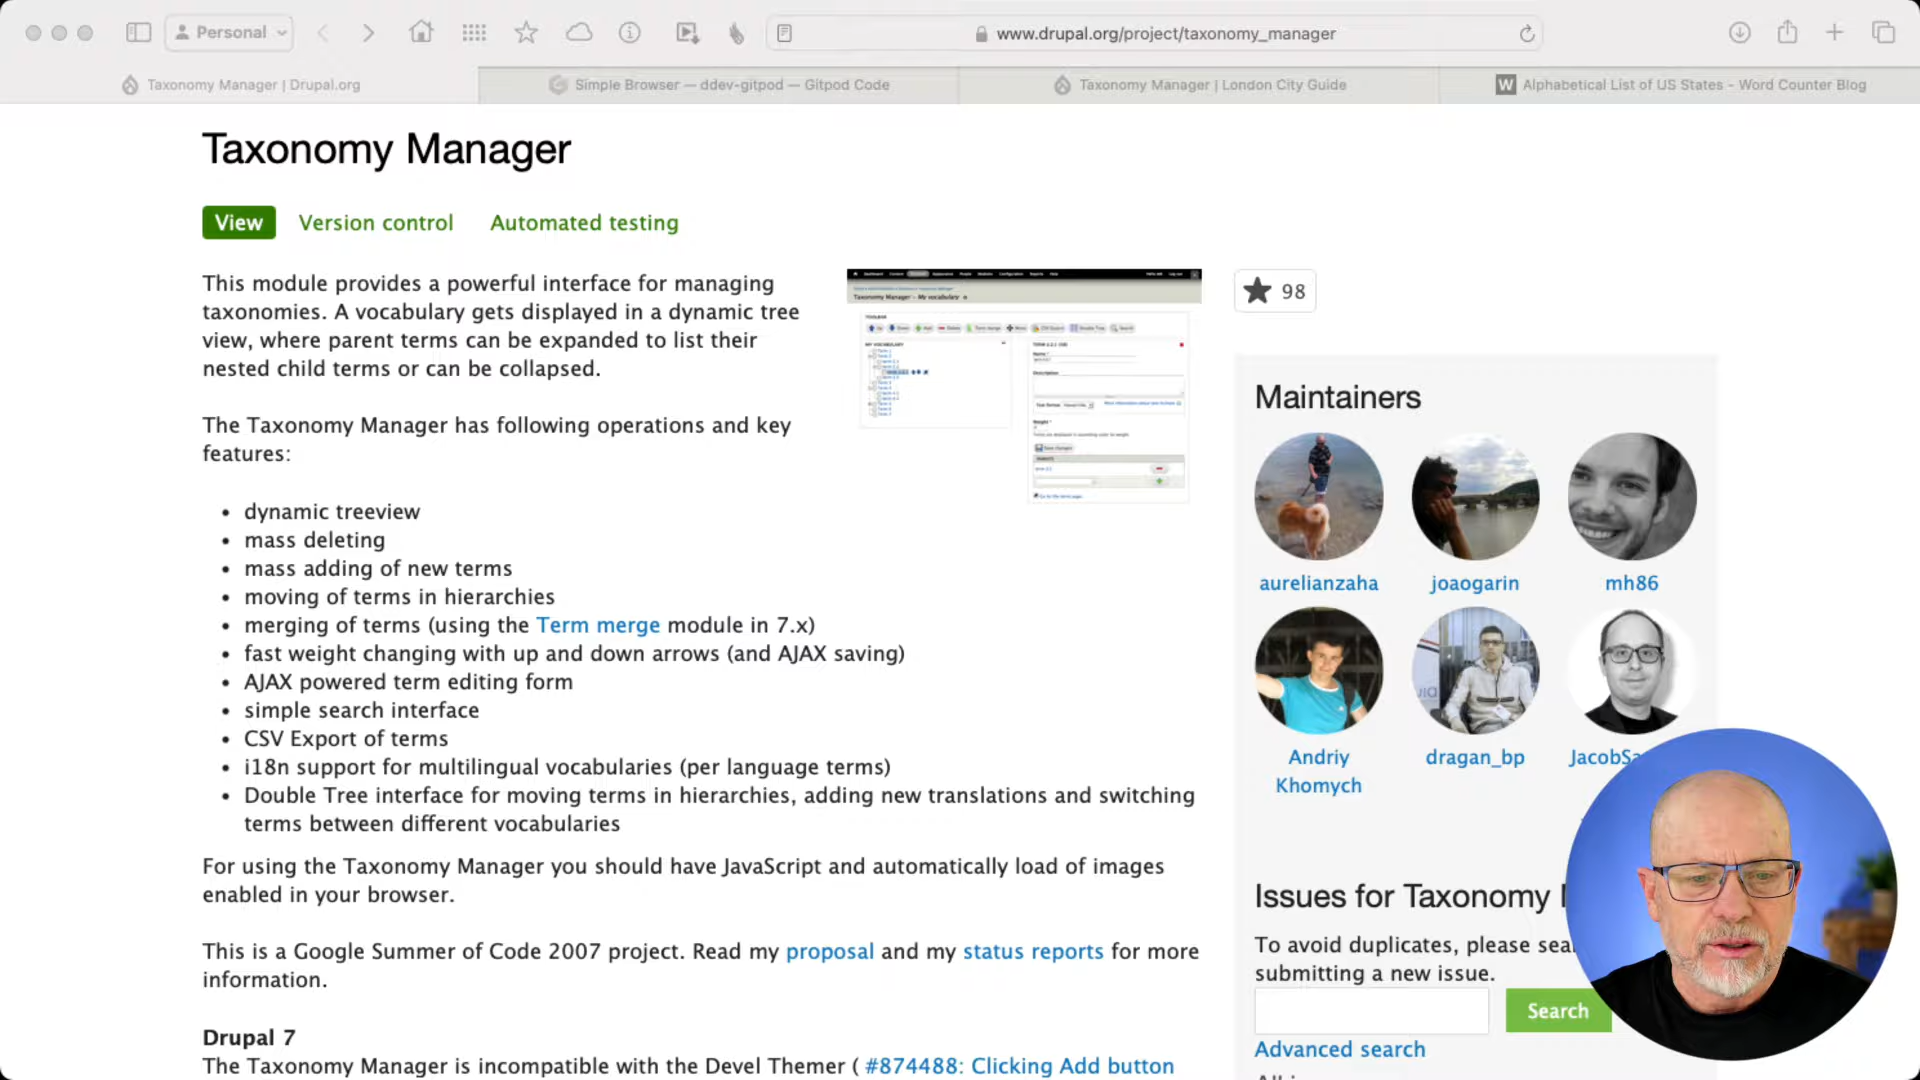 Personal
www.drupal.org/project/taxonomy_manager
Taxonomy Manager | Drupal.org
Simple Browser — ddev-gitpod — Gitpod Code
Taxonomy Manager | London City Guide
W Alphabetical List of US States - Word Counter Blog
Taxonomy Manager
View Version control Automated testing
This module provides a powerful interface for managing
taxonomies. A vocabulary gets displayed in a dynamic tree
view, where parent terms can be expanded to list their
nested child terms or can be collapsed.
The Taxonomy Manager has following operations and key
features:
• dynamic treeview
• mass deleting
• mass adding of new terms
• moving of terms in hierarchies
• merging of terms (using the Term merge module in 7.x)
• fast weight changing with up and down arrows (and AJAX saving)
• AJAX powered term editing form
• simple search interface
• CSV Export of terms
• i18n support for multilingual vocabularies (per language terms)
• Double Tree interface for moving terms in hierarchies, adding new translations and switching
terms between different vocabularies
For using the Taxonomy Manager you should have JavaScript and automatically load of images
enabled in your browser.
This is a Google Summer of Code 2007 project. Read my proposal and my status reports for more
information.
Drupal 7
The Taxonomy Manager is incompatible with the Devel Themer ( #874488: Clicking Add button
98
Maintainers
aurelianzaha joaogarin mh86
Andriy
Khomych
dragan_bp
JacobSa
Issues for Taxonomy
To avoid duplicates, please sea
submitting a new issue.
Search
Advanced search